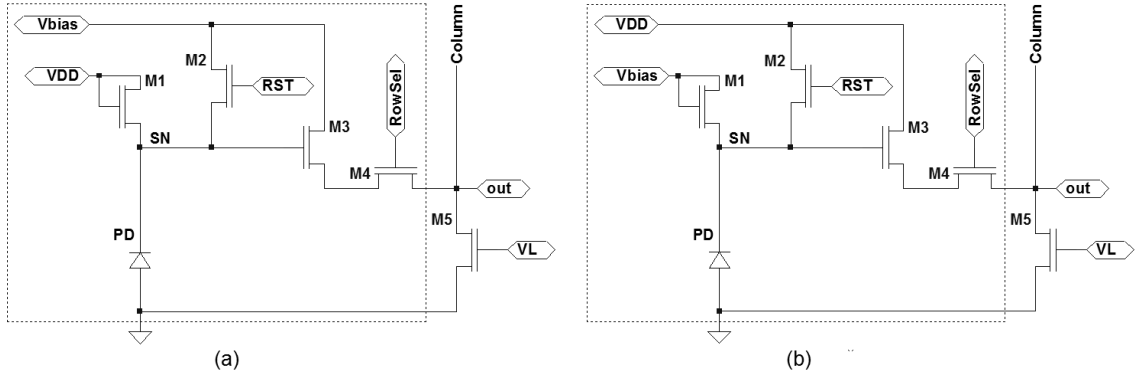 Vbias
VDD
M1
M2
RST
SN
M3
RowSel
M4
Column
out
M5
VL
PD
(a)
VDD
Vbias
M1
M2
RST
SN
M3
RowSel
M4
Column
out
M5
VL
PD
(b)